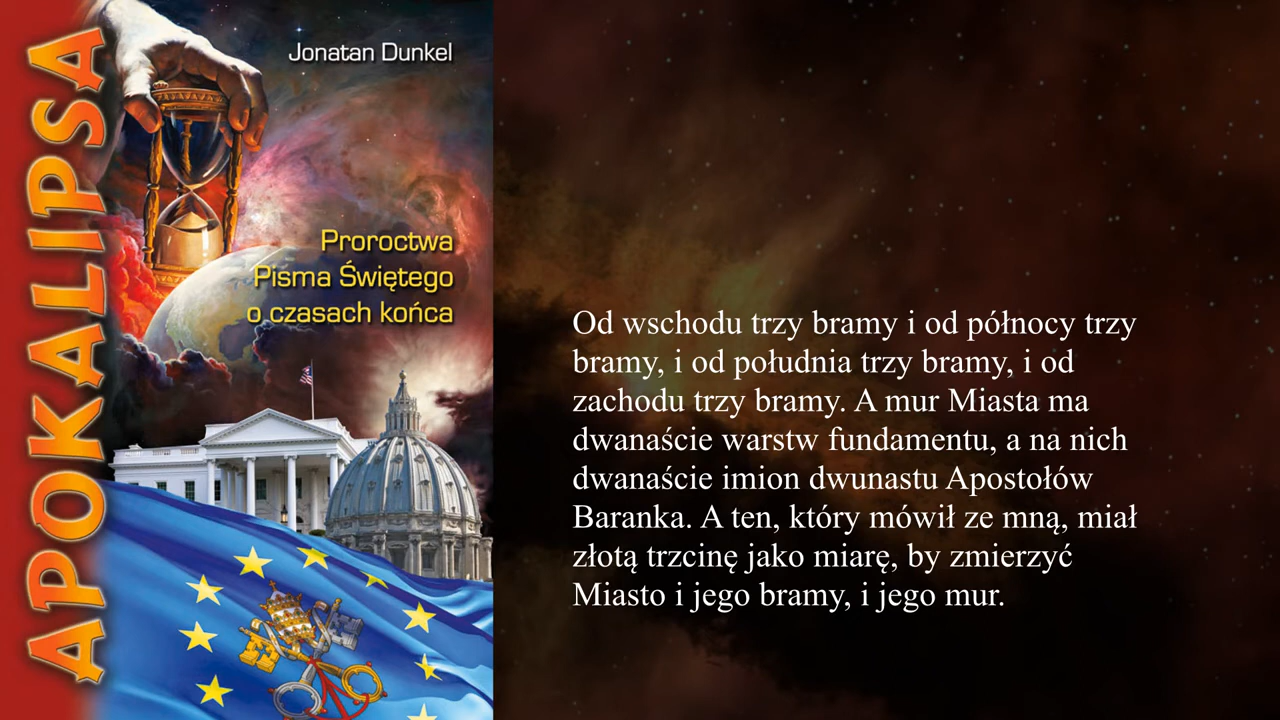 APOKALIPSA
Jonatan Dunkel
Proroctwa
Pisma Świętego
o czasach końca
Od wschodu trzy bramy i od północy trzy
bramy, i od południa trzy bramy, i od
zachodu trzy bramy. A mur Miasta ma
dwanaście warstw fundamentu, a na nich
dwanaście imion dwunastu Apostołów
Baranka. A ten, który mówił ze mną, miał
złotą trzcinę jako miarę, by zmierzyć
Miasto i jego bramy, i jego mur.